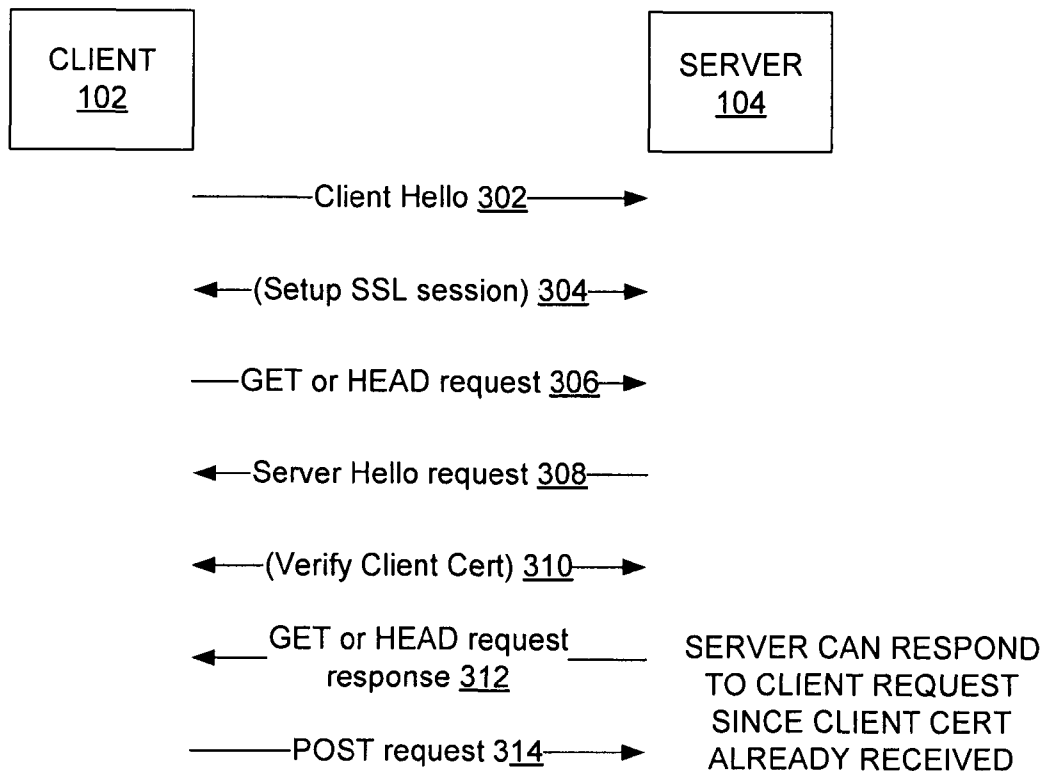 CLIENT
102
SERVER
104
Client Hello 302
(Setup SSL session) 304
GET or HEAD request 306
Server Hello request 308
(Verify Client Cert) 310
GET or HEAD request
response 312
SERVER CAN RESPOND
TO CLIENT REQUEST
SINCE CLIENT CERT
ALREADY RECEIVED
POST request 314